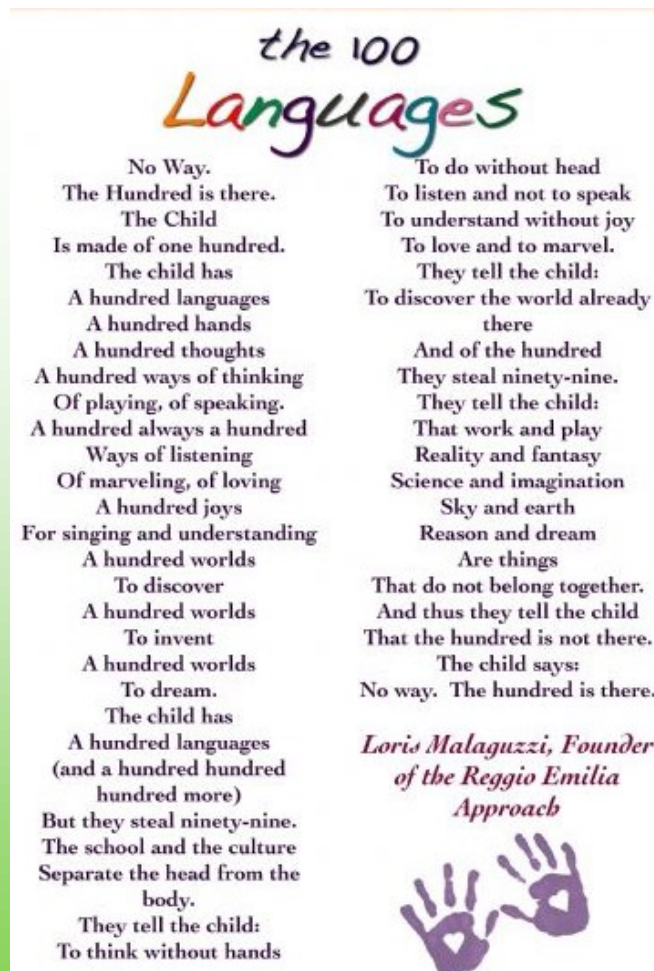 the 100
Languages
No Way.
The Hundred is there.
The Child
Is made of one hundred.
The child has
A hundred languages
A hundred hands
A hundred thoughts
A hundred ways of thinking
Of playing, of speaking.
A hundred always a hundred
Ways of listening
Of marveling, of loving
A hundred joys
For singing and understanding
A hundred worlds
To discover
A hundred worlds
To invent
A hundred worlds
To dream.
The child has
A hundred languages
(and a hundred hundred
hundred more)
But they steal ninety-nine.
The school and the culture
Separate the head from the
body.
They tell the child:
To think without hands
To do without head
To listen and not to speak
To understand without joy
To love and to marvel.
They tell the child:
To discover the world already
there
And of the hundred
They steal ninety-nine.
They tell the child:
That work and play
Reality and fantasy
Science and imagination
Sky and earth
Reason and dream
Are things
That do not belong together.
And thus they tell the child
That the hundred is not there.
The child says:
No way. The hundred is there.
Loris Malaguzzi, Founder
of the Reggio Emilia
Approach